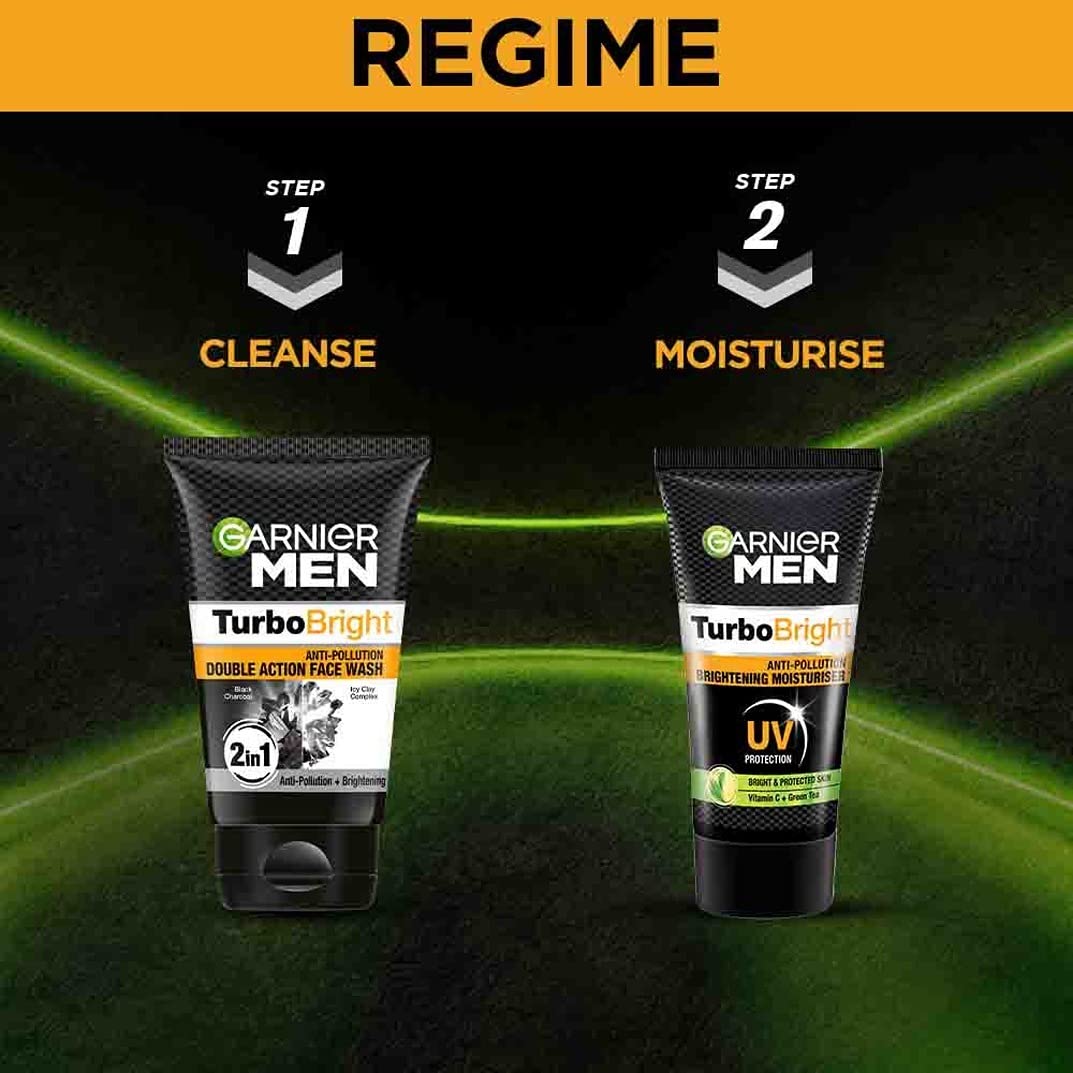 REGIME
STEP
1
CLEANSE
STEP
2
MOISTURISE
GARNIER
MEN
TurboBright
ANTI-POLLUTION
DOUBLE ACTION FACE WASH
Black
Charcoal
Icy Clay
Complex
2in1
Anti-Pollution + Brightening
GARNIER
MEN
TurboBright
ANTI-POLLUTION
BRIGHTENING MOISTURISER
UV
PROTECTION
BRIGHT & PROTECTED SKIN
Vitamin C + Green Tea